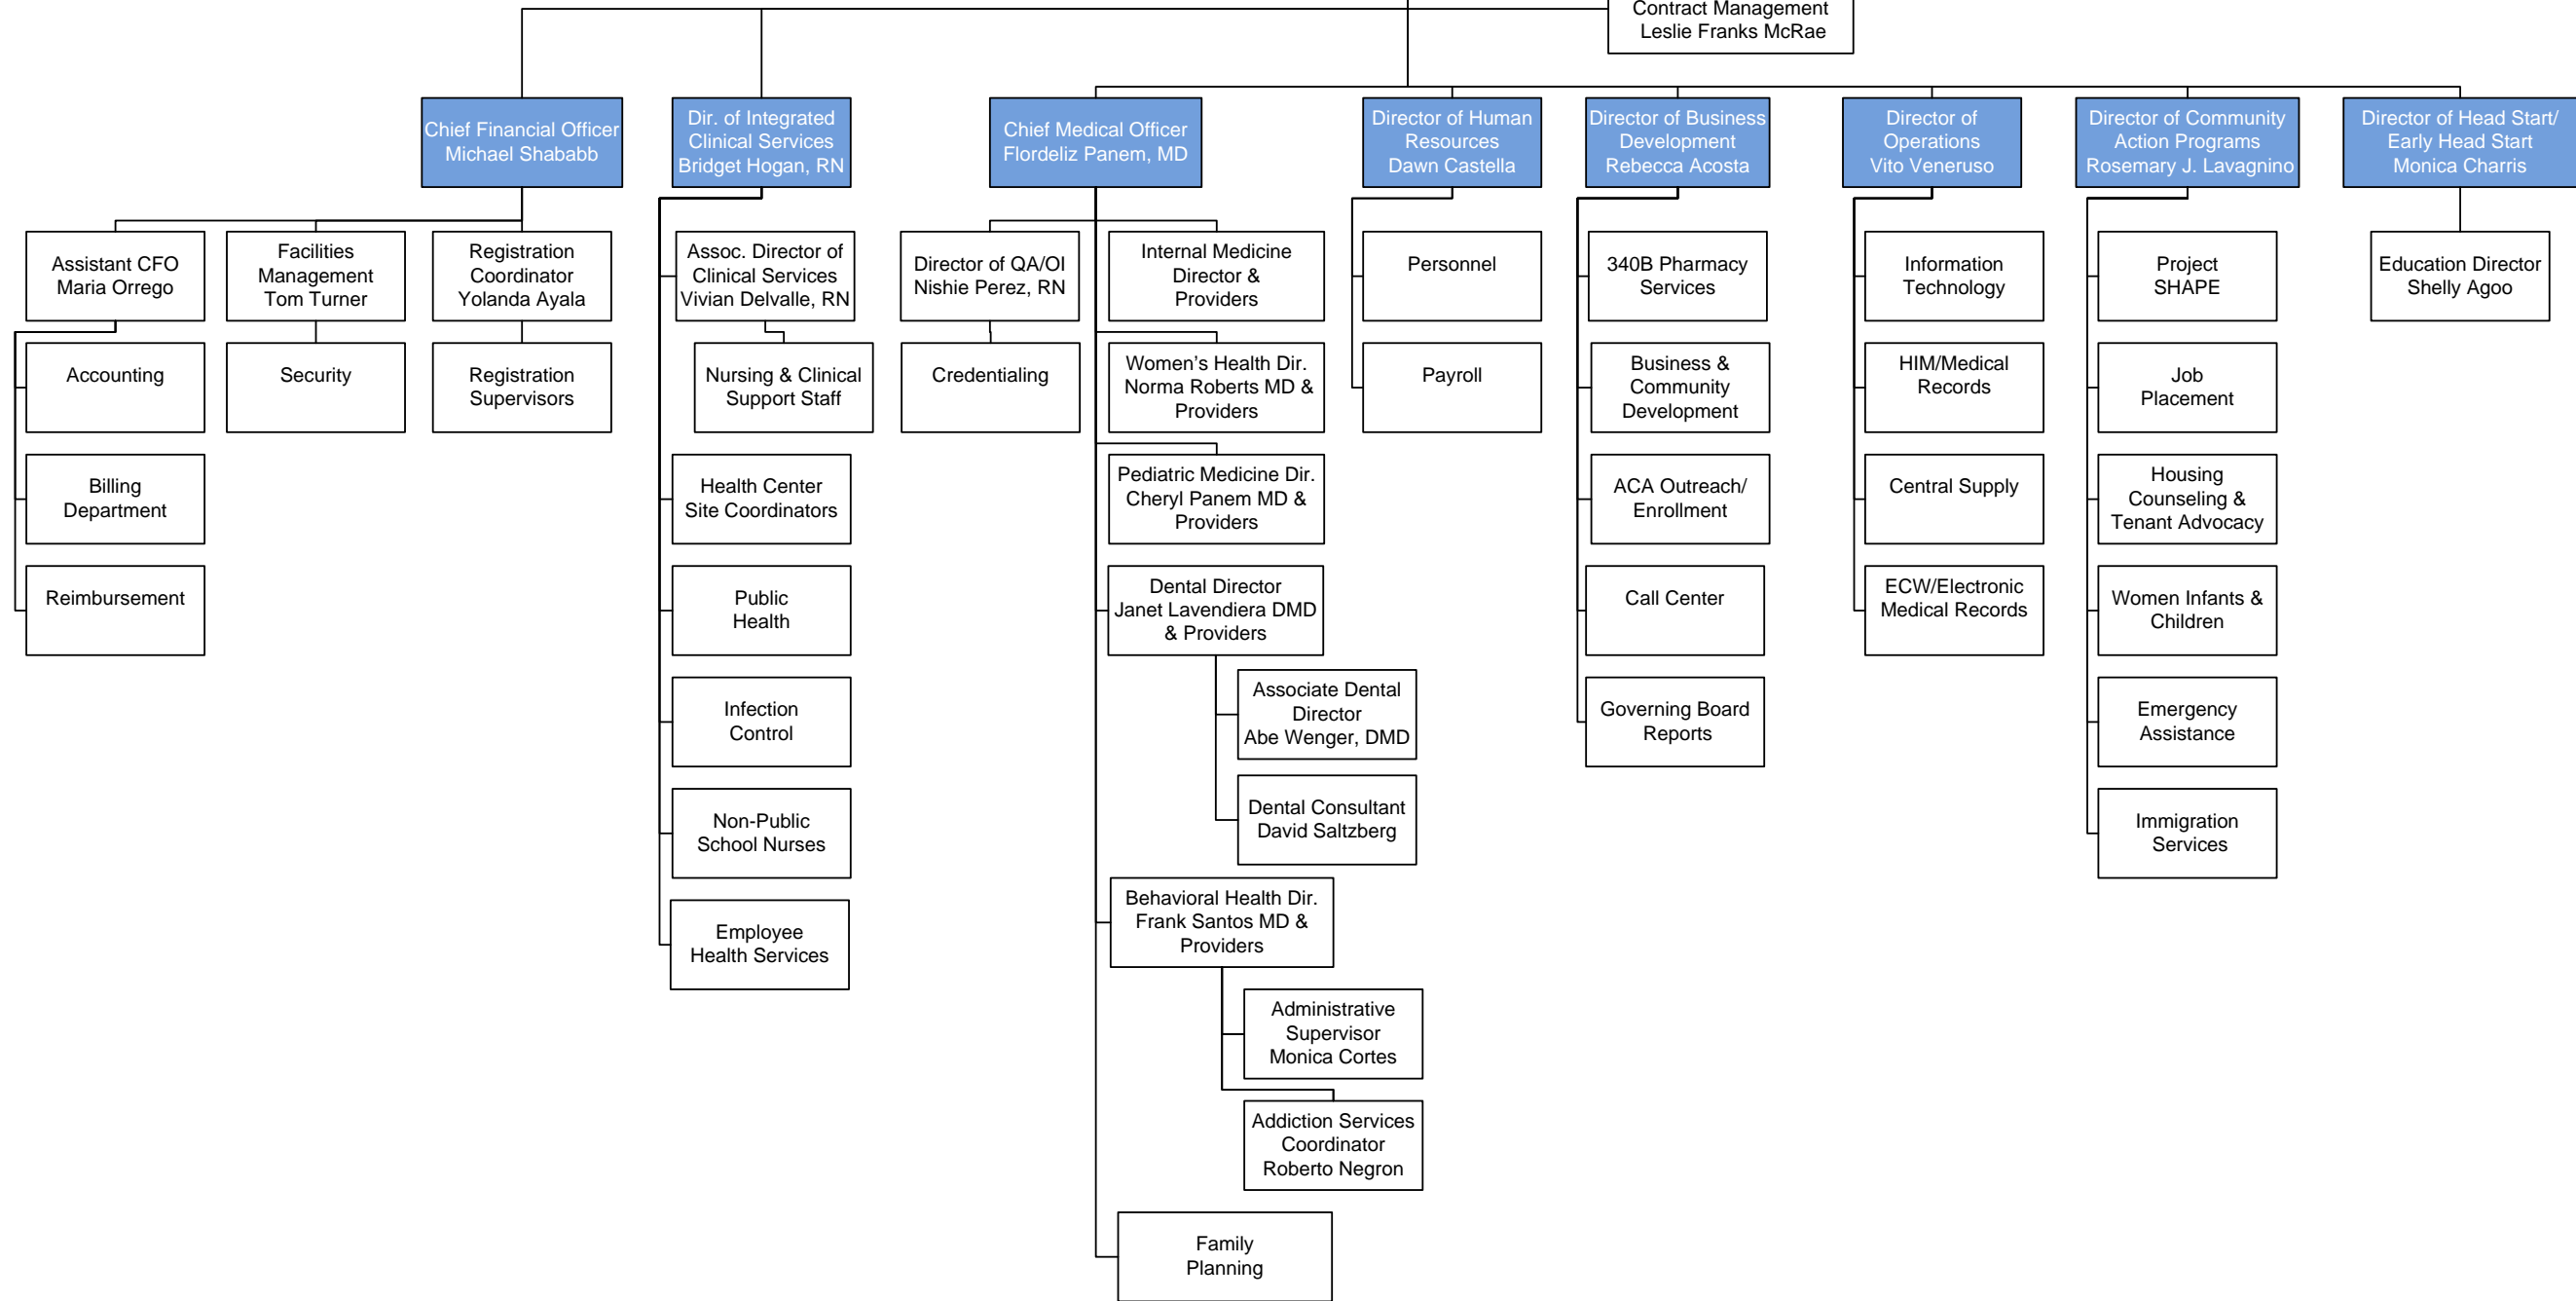 Contract Management
Leslie Franks McRae
Chief Financial Officer
Michael Shababb
Dir. of Integrated
Clinical Services
Bridget Hogan, RN
Chief Medical Officer
Flordeliz Panem, MD
Director of Human
Resources
Dawn Castella
Director of Business
Development
Rebecca Acosta
Director of
Operations
Vito Veneruso
Director of Community
Action Programs
Rosemary J. Lavagnino
Director of Head Start/
Early Head Start
Monica Charris
Assistant CFO
Maria Orrego
Facilities
Management
Tom Turner
Registration
Coordinator
Yolanda Ayala
Assoc. Director of
Clinical Services
Vivian Delvalle, RN
Director of QA/OI
Nishie Perez, RN
Internal Medicine
Director &
Providers
Personnel
340B Pharmacy
Services
Information
Technology
Project
SHAPE
Education Director
Shelly Agoo
Accounting
Security
Registration
Supervisors
Nursing & Clinical
Support Staff
Credentialing
Women’s Health Dir.
Norma Roberts MD &
Providers
Payroll
Business &
Community
Development
HIM/Medical
Records
Job
Placement
Billing
Department
Health Center
Site Coordinators
Pediatric Medicine Dir.
Cheryl Panem MD &
Providers
ACA Outreach/
Enrollment
Central Supply
Housing
Counseling &
Tenant Advocacy
Reimbursement
Public
Health
Dental Director
Janet Lavendiera DMD
& Providers
Call Center
ECW/Electronic
Medical Records
Women Infants &
Children
Infection
Control
Associate Dental
Director
Abe Wenger, DMD
Governing Board
Reports
Emergency
Assistance
Non-Public
School Nurses
Dental Consultant
David Saltzberg
Immigration
Services
Employee
Health Services
Behavioral Health Dir.
Frank Santos MD &
Providers
Administrative
Supervisor
Monica Cortes
Addiction Services
Coordinator
Roberto Negron
Family
Planning